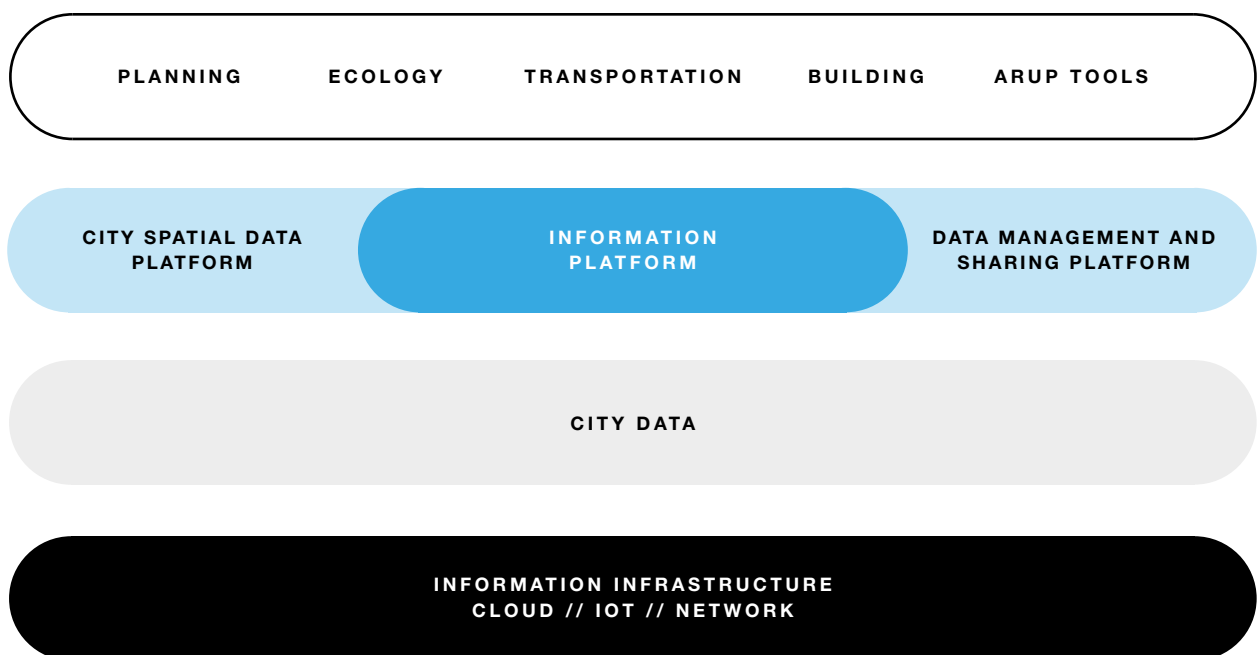 PLANNING ECOLOGY TRANSPORTATION BUILDING ARUP TOOLS
CITY SPATIAL DATA
PLATFORM
INFORMATION
PLATFORM
DATA MANAGEMENT AND
SHARING PLATFORM
CITY DATA
INFORMATION INFRASTRUCTURE
CLOUD // IOT // NETWORK